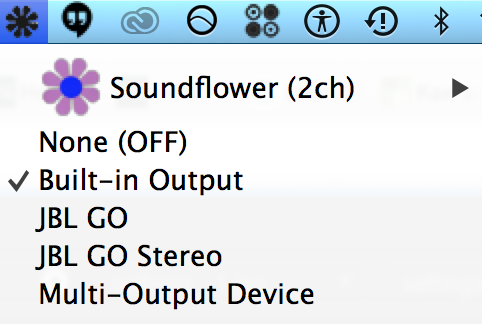 Soundflower (2ch)
None (OFF)
Built-in Output
JBL GO
JBL GO Stereo
Multi-Output Device